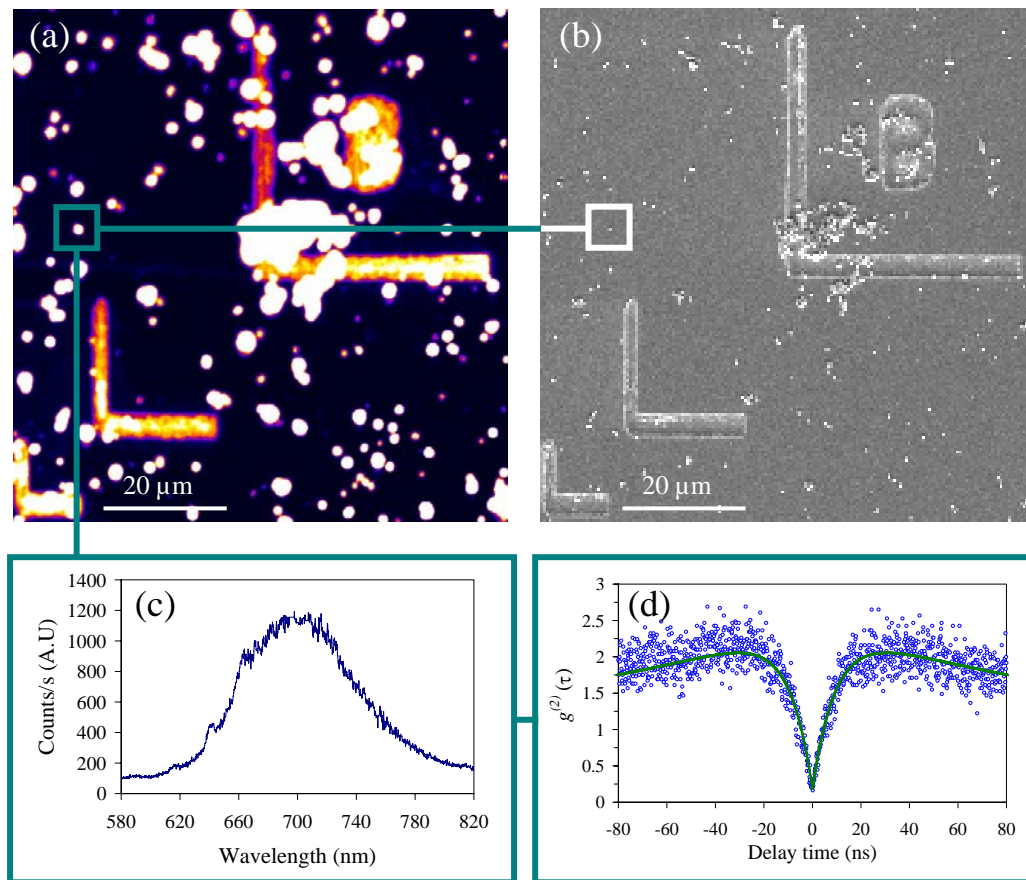 (a)
(b)
20 µm
20 µm
(c)
1400
1200
1000
800
600
400
200
0
Counts/s (A.U)
580 620 660 700 740 780 820
Wavelength (nm)
(d)
3
2.5
2
1.5
1
0.5
0
g(2)(τ)
-80 -60 -40 -20 0 20 40 60 80
Delay time (ns)